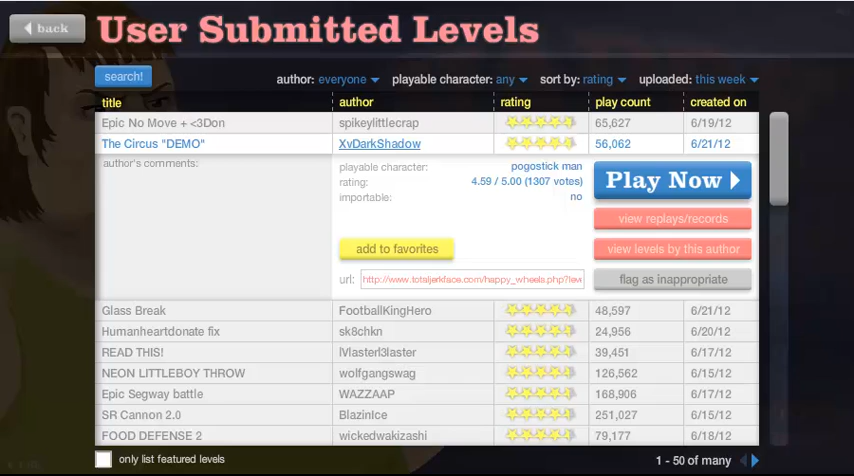 back
User Submitted Levels
search!
author: everyone playable character: any sort by: rating uploaded: this week
title author rating play count created on
Epic No Move + <3Don spikeylittlecrap 65,627 6/19/12
The Circus "DEMO" XvDarkShadow 56,062 6/21/12
author's comments:
playable character: pogostick man
rating: 4.59 / 5.00 (1307 votes)
importable: no
Play Now
view replays/records
add to favorites
view levels by this author
url: http://www.totaljerkface.com/happy_wheels.php?leve
flag as inappropriate
Glass Break FootballKingHero 48,597 6/21/12
Humanheartdonate fix sk8chkn 24,956 6/20/12
READ THIS! lVlasterl3laster 39,451 6/17/12
NEON LITTLEBOY THROW wolfgangswag 126,562 6/15/12
Epic Segway battle WAZZAAP 168,906 6/17/12
SR Cannon 2.0 BlazinIce 251,027 6/15/12
FOOD DEFENSE 2 wickedwakizashi 79,177 6/18/12
only list featured levels
1 - 50 of many